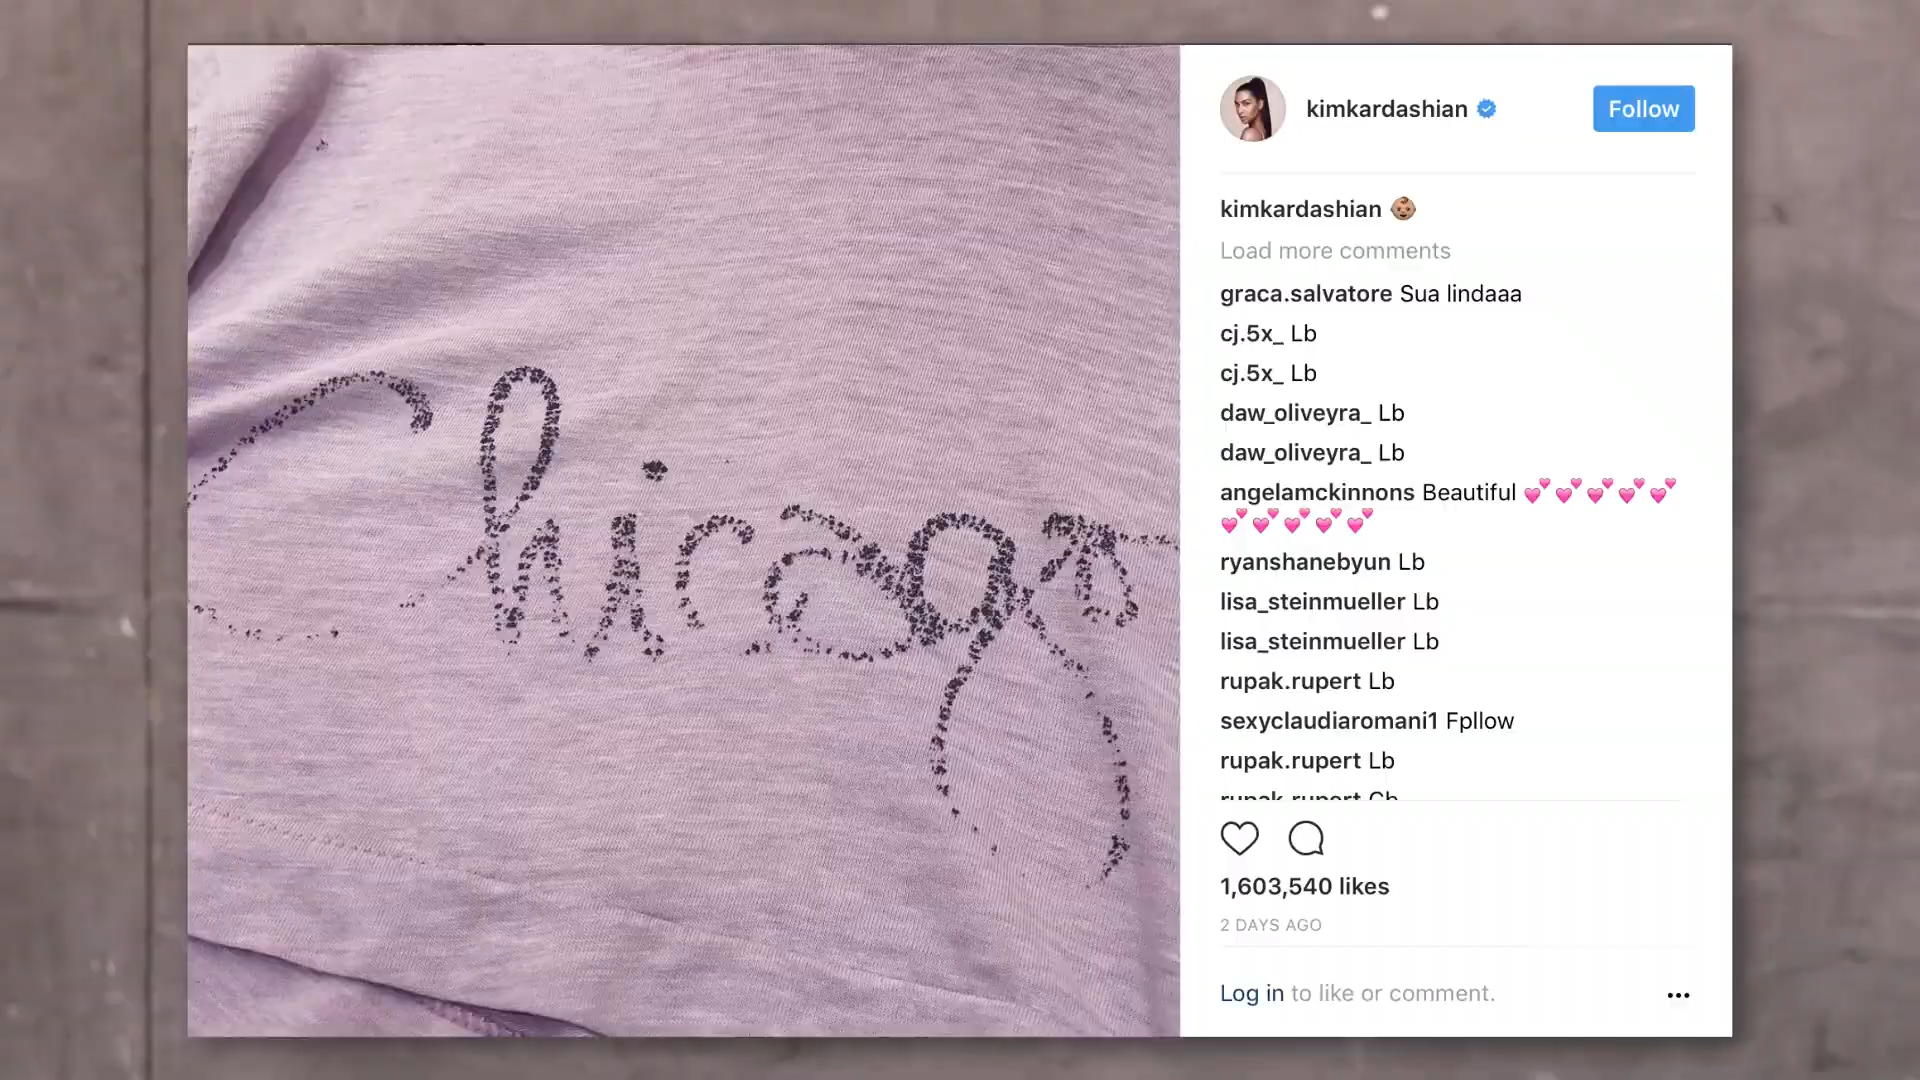 Chicago
kimkardashian
Follow
kimkardashian 👶🏽
Load more comments
graca.salvatore Sua lindaaa
cj.5x_ Lb
cj.5x_ Lb
daw_oliveyra_ Lb
daw_oliveyra_ Lb
angelamckinnons Beautiful 💕💕💕💕💕
💕💕💕💕💕
ryanshanebyun Lb
lisa_steinmueller Lb
lisa_steinmueller Lb
rupak.rupert Lb
sexyclaudiaromani1 Fpllow
rupak.rupert Lb
rupak.rupert
1,603,540 likes
2 DAYS AGO
Log in to like or comment.